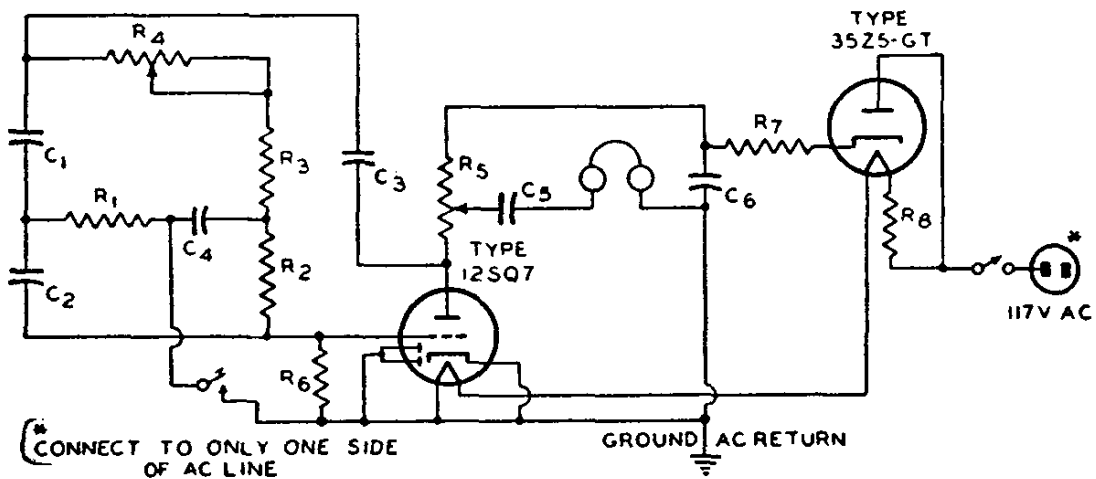 TYPE
35Z5-GT
R4
C1
R3
C3
R5
C5
R7
C6
R1
C4
R8
*
R2
TYPE
12SQ7
C2
117V AC
R6
(* CONNECT TO ONLY ONE SIDE
OF AC LINE
GROUND AC RETURN